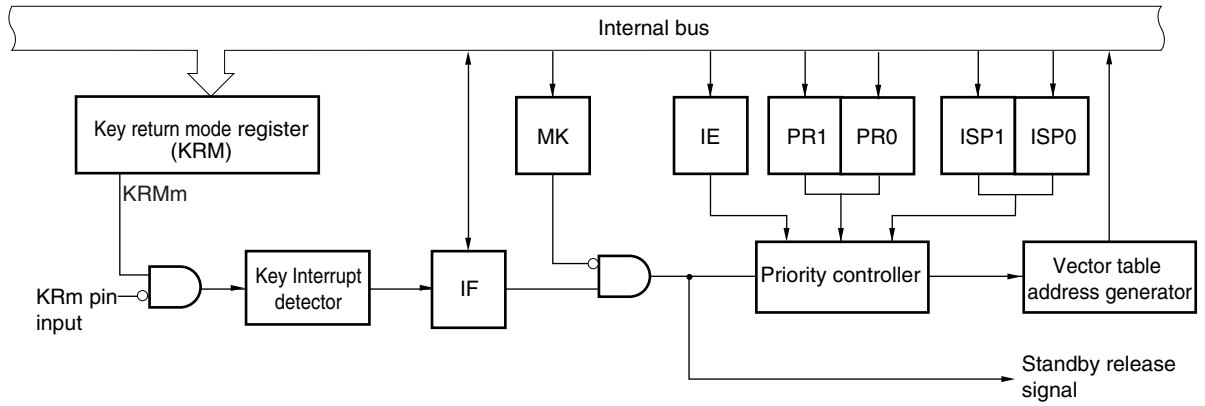 Internal bus
Key return mode register
(KRM)
MK
IE
PR1
PR0
ISP1
ISP0
KRMm
Key Interrupt
detector
IF
Priority controller
Vector table
address generator
KRm pin
input
Standby release
signal